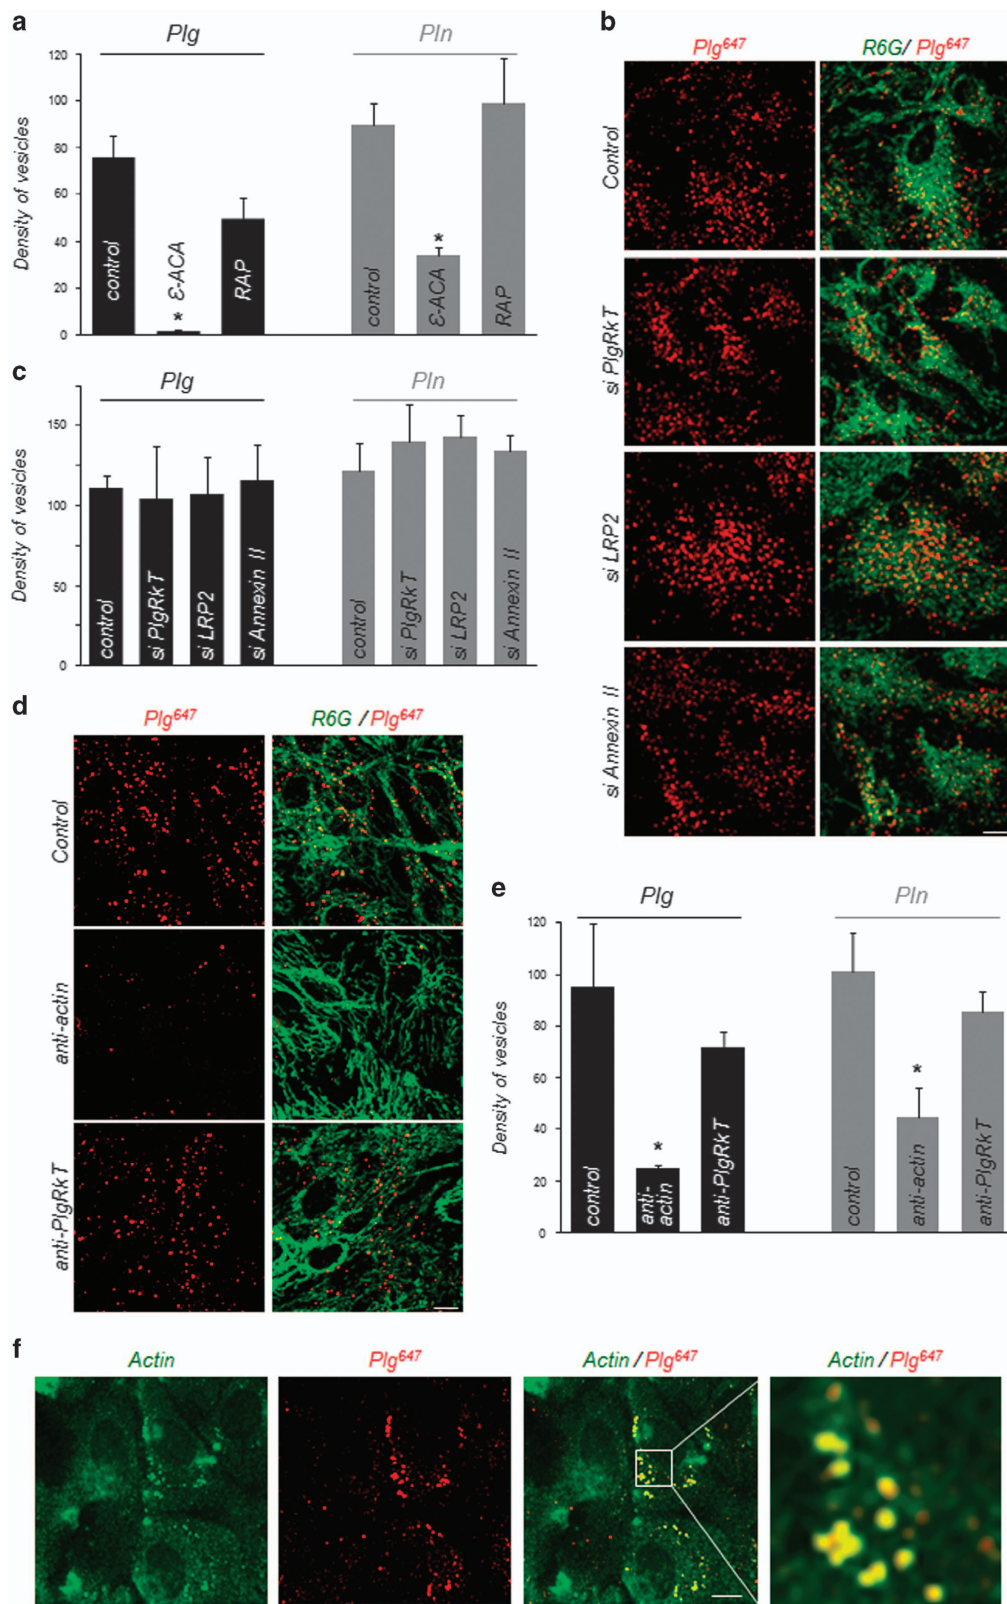 a
Plg
Pln
120
100
80
60
40
20
0
Density of vesicles
control
Ɛ-ACA
*
RAP
control
*
Ɛ-ACA
RAP
b
Plg647
R6G/ Plg647
Control
si PlgRkT
si LRP2
si Annexin II
c
Plg
Pln
150
100
50
0
Density of vesicles
control
si PlgRkT
si LRP2
si Annexin II
control
si PlgRkT
si LRP2
si Annexin II
d
Plg647
R6G / Plg647
Control
anti-actin
anti-PlgRkT
e
Plg
Pln
120
100
80
60
40
20
0
Density of vesicles
control
*
anti-
actin
anti-PlgRkT
control
*
anti-actin
anti-PlgRkT
f
Actin
Plg647
Actin / Plg647
Actin / Plg647